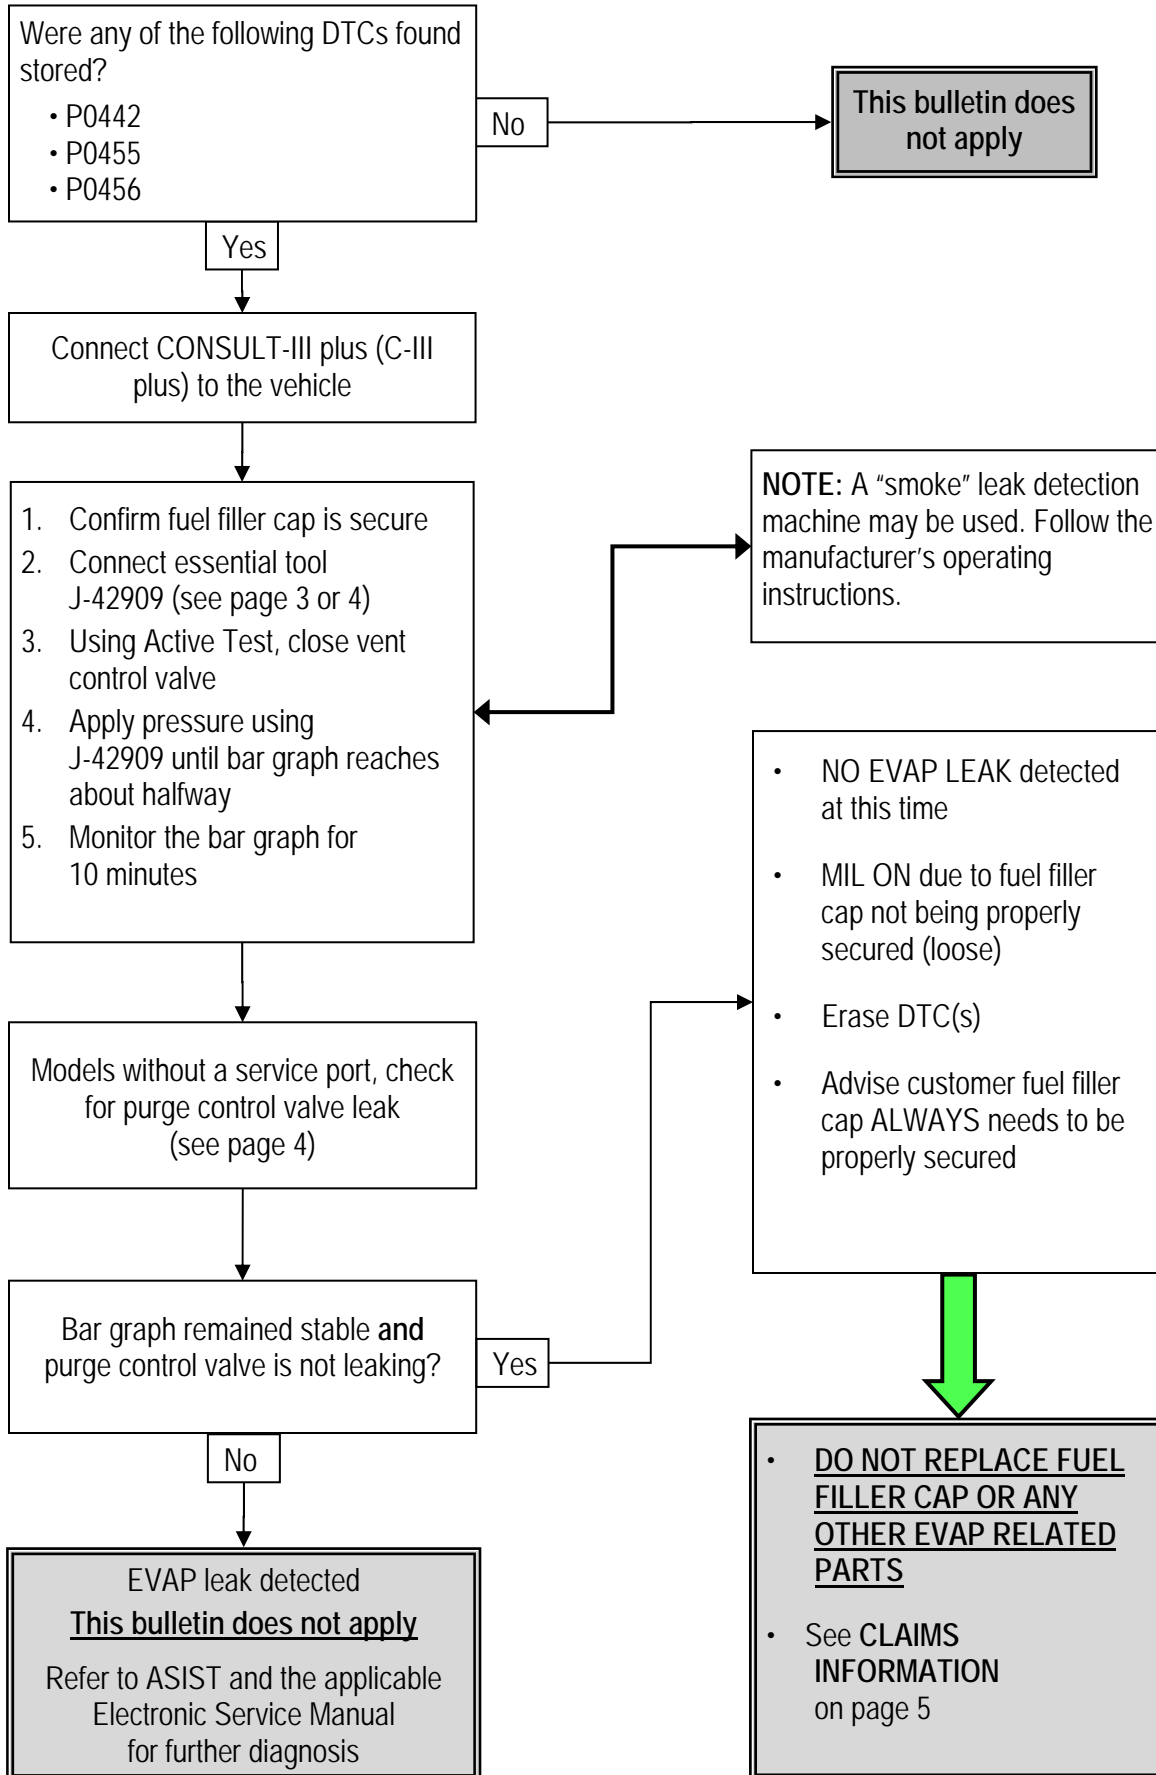 Were any of the following DTCs found
stored?
• P0442
• P0455
• P0456
No
This bulletin does
not apply
Yes
Connect CONSULT-III plus (C-III
plus) to the vehicle
1. Confirm fuel filler cap is secure
2. Connect essential tool
J-42909 (see page 3 or 4)
3. Using Active Test, close vent
control valve
4. Apply pressure using
J-42909 until bar graph reaches
about halfway
5. Monitor the bar graph for
10 minutes
NOTE: A “smoke” leak detection
machine may be used. Follow the
manufacturer’s operating
instructions.
Models without a service port, check
for purge control valve leak
(see page 4)
Bar graph remained stable and
purge control valve is not leaking?
Yes
• NO EVAP LEAK detected
at this time
• MIL ON due to fuel filler
cap not being properly
secured (loose)
• Erase DTC(s)
• Advise customer fuel filler
cap ALWAYS needs to be
properly secured
No
EVAP leak detected
This bulletin does not apply
Refer to ASIST and the applicable
Electronic Service Manual
for further diagnosis
• DO NOT REPLACE FUEL
FILLER CAP OR ANY
OTHER EVAP RELATED
PARTS
• See CLAIMS
INFORMATION
on page 5